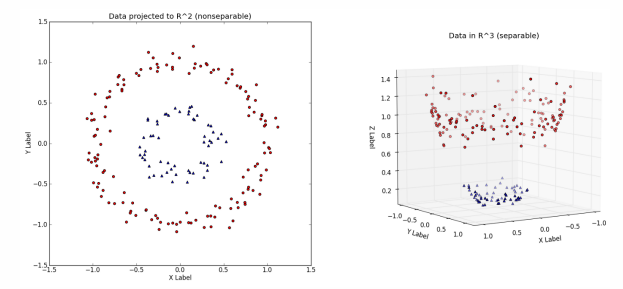 Data projected to R^2 (nonseparable)
1.5
1.0
0.5
0.0
−0.5
−1.0
−1.5
−1.5 −1.0 −0.5 0.0 0.5 1.0 1.5
X Label
Y Label
Data in R^3 (separable)
1.4
1.2
1.0
0.8
0.6
0.4
0.2
Z Label
−1.0 −0.5 0.0 0.5 1.0
Y Label
1.0 0.5 0.0 −0.5 −1.0
X Label